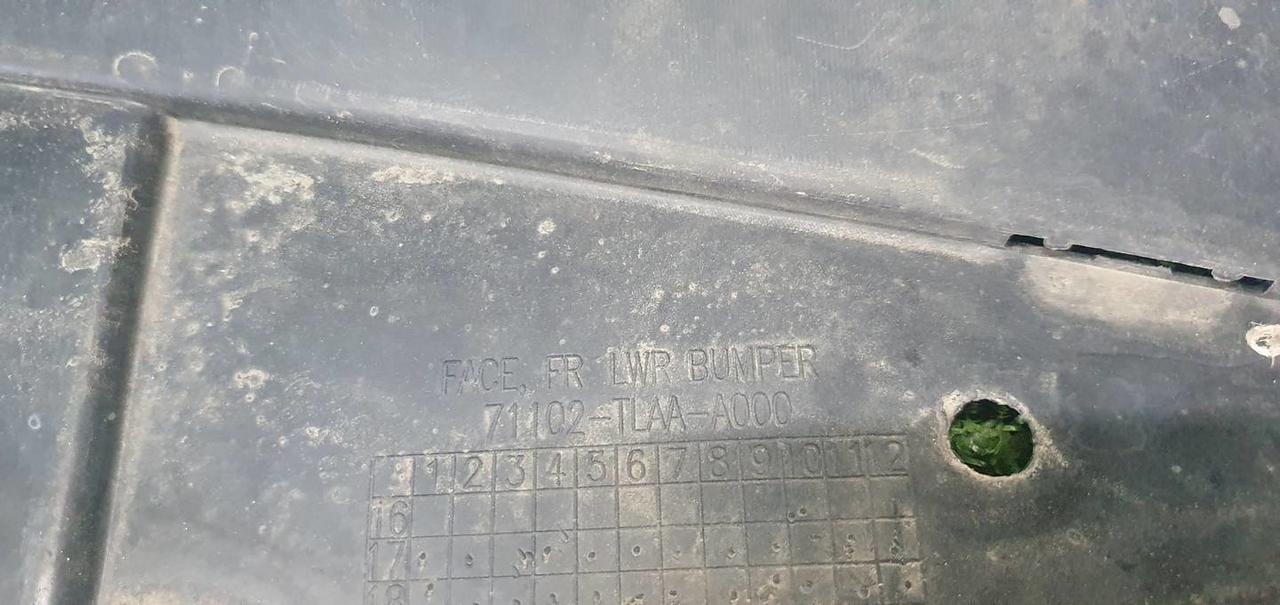 FACE, FR LWR BUMPER
71102-TLAA-A000
1 2 3 4 5 6 7 8 9 10 11 12
16
17
18